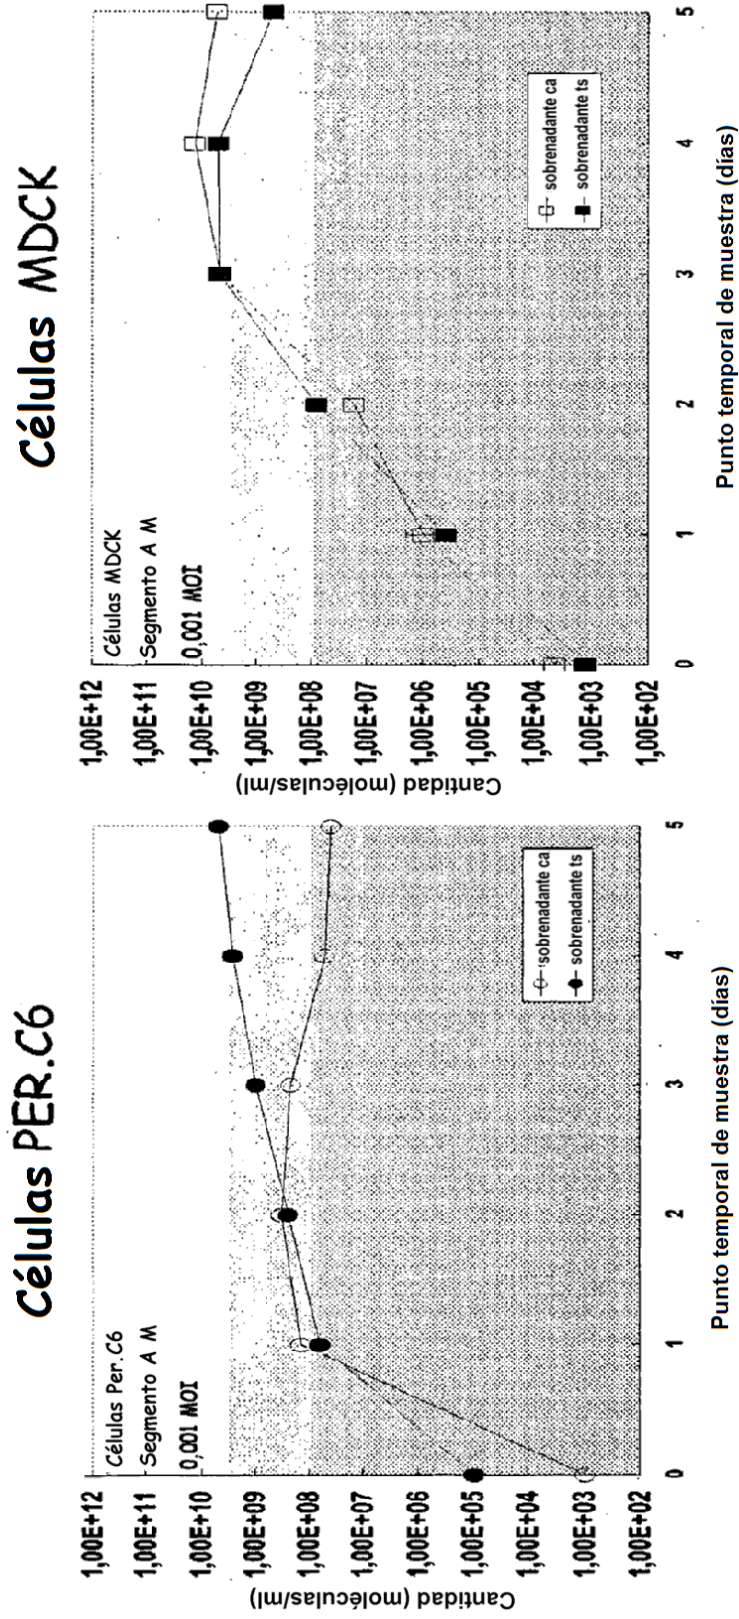 Células PER.C6
Células Per.C6
Segmento A M
0,001 MOI
1,00E+12
1,00E+11
1,00E+10
1,00E+09
1,00E+08
1,00E+07
1,00E+06
1,00E+05
1,00E+04
1,00E+03
1,00E+02
Cantidad (moléculas/ml)
0
1
2
3
4
5
Punto temporal de muestra (días)
sobrenadante ca
sobrenadante ts
Células MDCK
Células MDCK
Segmento A M
0,001 MOI
1,00E+12
1,00E+11
1,00E+10
1,00E+09
1,00E+08
1,00E+07
1,00E+06
1,00E+05
1,00E+04
1,00E+03
1,00E+02
Cantidad (moléculas/ml)
0
1
2
3
4
5
Punto temporal de muestra (días)
sobrenadante ca
sobrenadante ts